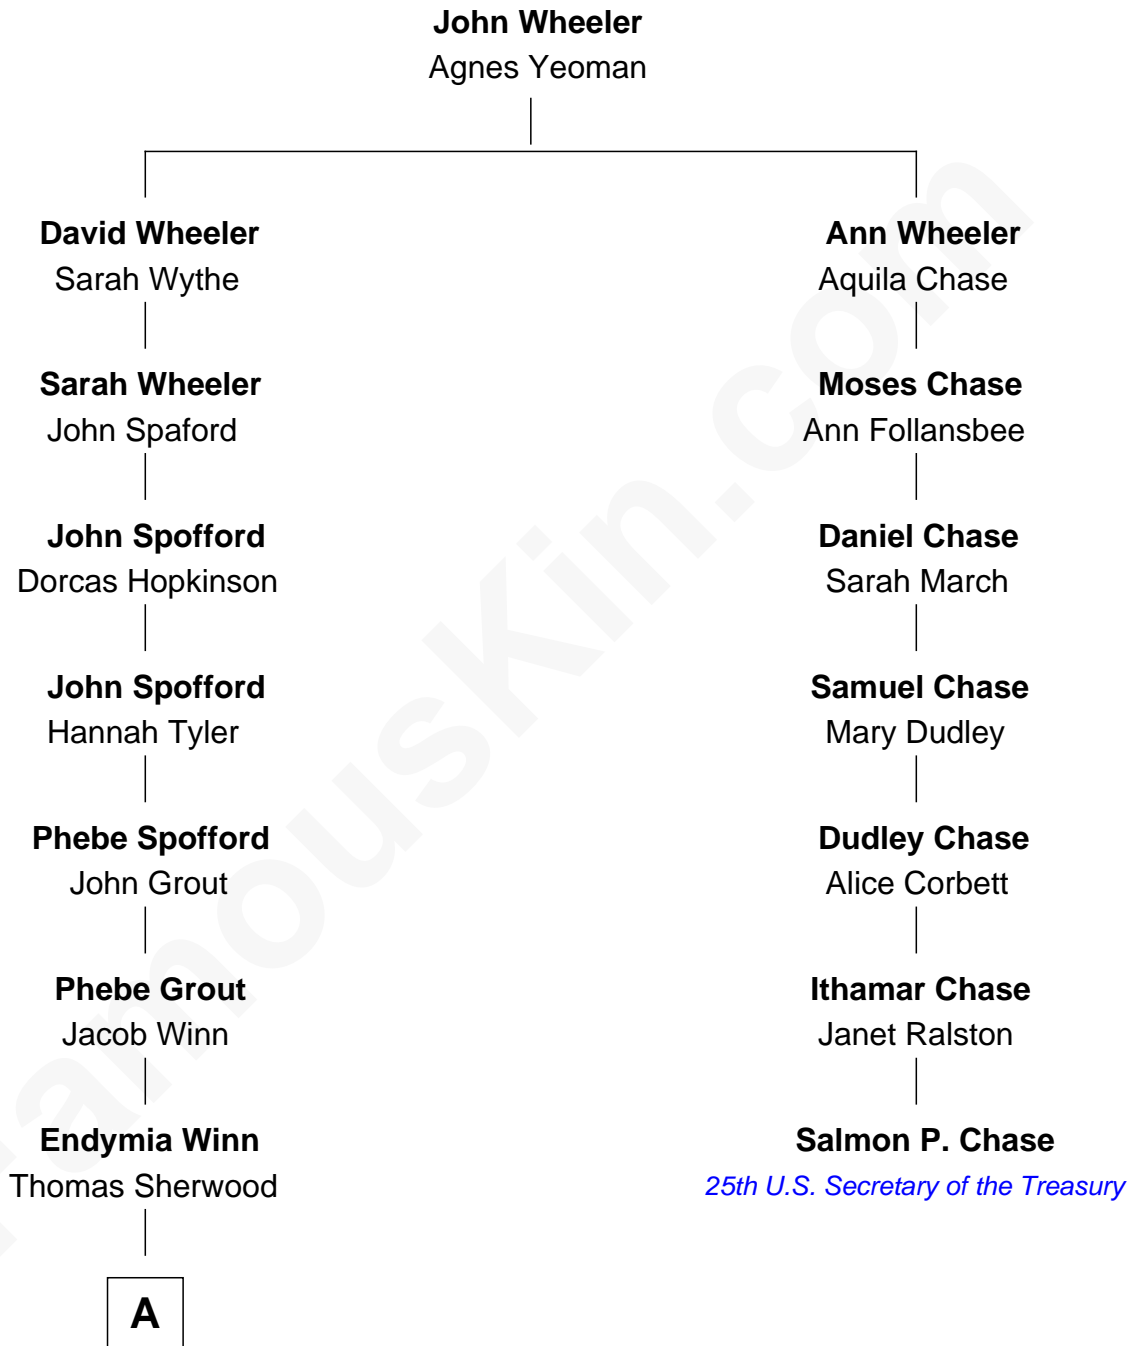 John Wheeler
Agnes Yeoman
David Wheeler
Sarah Wythe
Ann Wheeler
Aquila Chase
Sarah Wheeler
John Spaford
Moses Chase
Ann Follansbee
John Spofford
Dorcas Hopkinson
Daniel Chase
Sarah March
John Spofford
Hannah Tyler
Samuel Chase
Mary Dudley
Phebe Spofford
John Grout
Dudley Chase
Alice Corbett
Phebe Grout
Jacob Winn
Ithamar Chase
Janet Ralston
Endymia Winn
Thomas Sherwood
Salmon P. Chase
25th U.S. Secretary of the Treasury
A
FamousKin.com